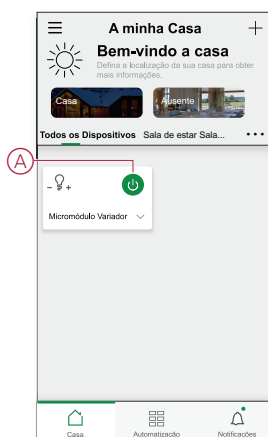 A minha Casa
Bem-vindo a casa
Defina a localização da sua casa para obter
mais informações.
Casa
Ausente
Todos os Dispositivos Sala de estar Sala...
A
Micromódulo Variador
Casa
Automatização
Notificações